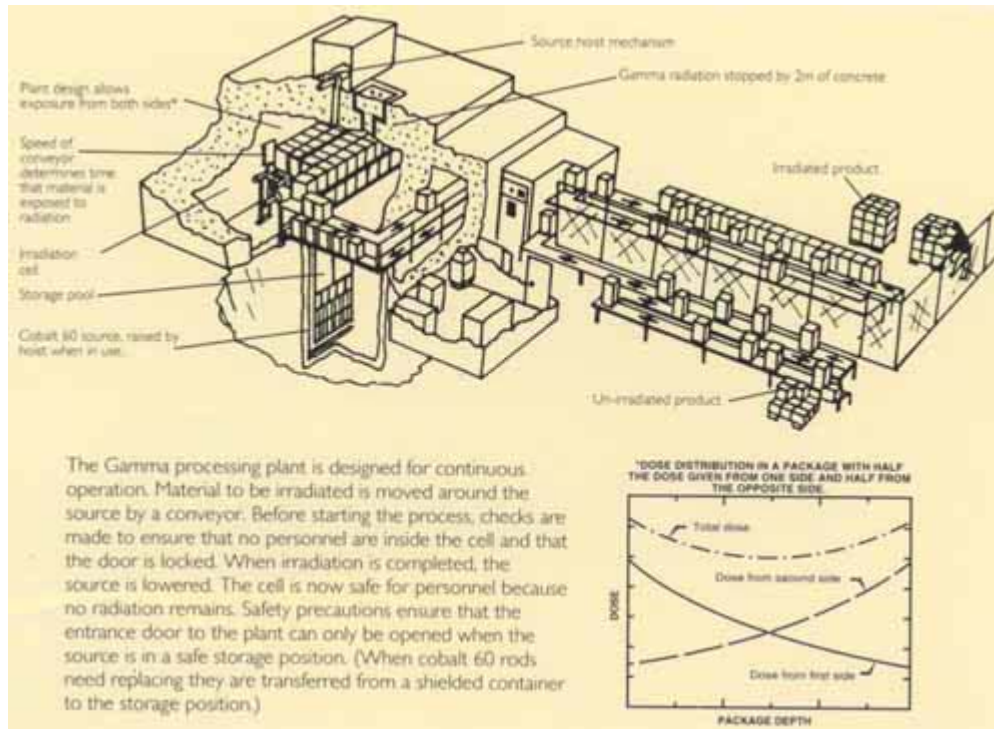 Source hoist mechanism
Gamma radiation stopped by 2m of concrete
Plant design allows
exposure from both sides*
Speed of
conveyor
determines time
that material is
exposed to
radiation
Irradiation
cell
Storage pool
Cobalt 60 source, raised by
hoist when in use.
Irradiated product
Un-irradiated product
The Gamma processing plant is designed for continuous
operation. Material to be irradiated is moved around the
source by a conveyor. Before starting the process, checks are
made to ensure that no personnel are inside the cell and that
the door is locked. When irradiation is completed, the
source is lowered. The cell is now safe for personnel because
no radiation remains. Safety precautions ensure that the
entrance door to the plant can only be opened when the
source is in a safe storage position. (When cobalt 60 rods
need replacing they are transferred from a shielded container
to the storage position.)
*DOSE DISTRIBUTION IN A PACKAGE WITH HALF
THE DOSE GIVEN FROM ONE SIDE AND HALF FROM
THE OPPOSITE SIDE
Total dose
Dose from second side
Dose from first side
DOSE
PACKAGE DEPTH